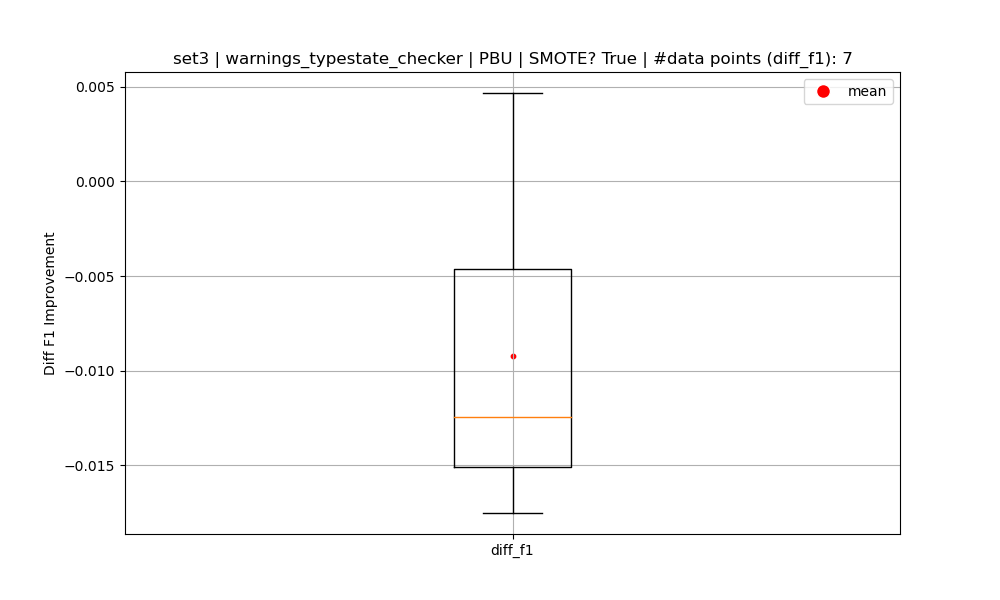 set3 | warnings_typestate_checker | PBU | SMOTE? True | #data points (diff_f1): 7
mean
0.005
0.000
−0.005
−0.010
−0.015
Diff F1 Improvement
diff_f1